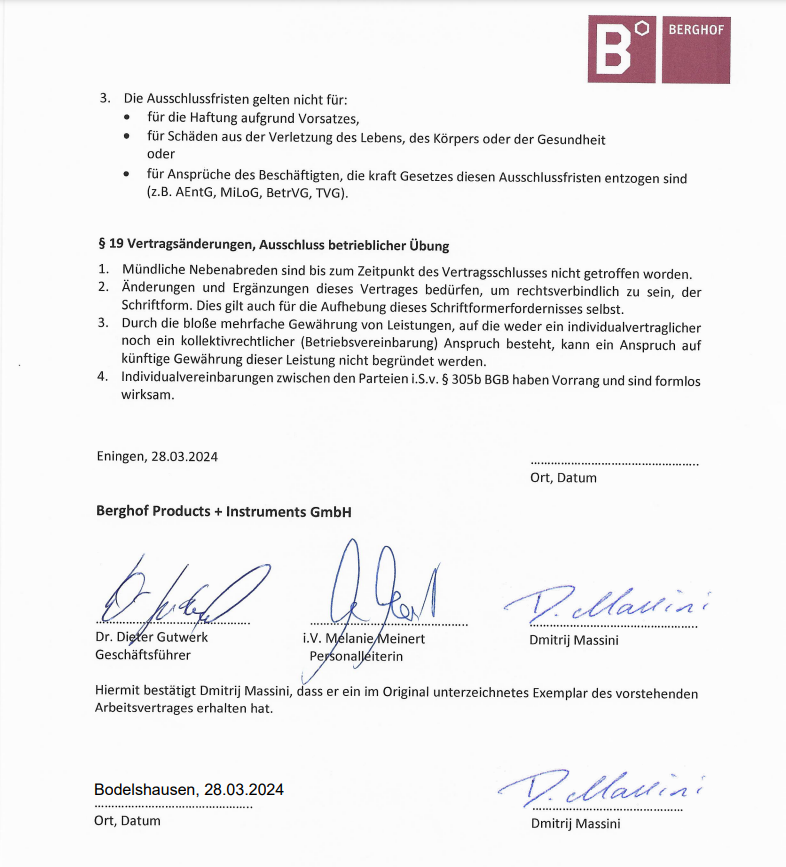 B BERGHOF
3. Die Ausschlussfristen gelten nicht für:
• für die Haftung aufgrund Vorsatzes,
• für Schäden aus der Verletzung des Lebens, des Körpers oder der Gesundheit
oder
• für Ansprüche des Beschäftigten, die kraft Gesetzes diesen Ausschlussfristen entzogen sind
(z.B. AEntG, MiLoG, BetrVG, TVG).
§ 19 Vertragsänderungen, Ausschluss betrieblicher Übung
1. Mündliche Nebenabreden sind bis zum Zeitpunkt des Vertragsschlusses nicht getroffen worden.
2. Änderungen und Ergänzungen dieses Vertrages bedürfen, um rechtsverbindlich zu sein, der
Schriftform. Dies gilt auch für die Aufhebung dieses Schriftformerfordernisses selbst.
3. Durch die bloße mehrfache Gewährung von Leistungen, auf die weder ein individualvertraglicher
noch ein kollektivrechtlicher (Betriebsvereinbarung) Anspruch besteht, kann ein Anspruch auf
künftige Gewährung dieser Leistung nicht begründet werden.
4. Individualvereinbarungen zwischen den Parteien i.S.v. § 305b BGB haben Vorrang und sind formlos
wirksam.
Eningen, 28.03.2024
Ort, Datum
Berghof Products + Instruments GmbH
D. Massini
Dr. Dieter Gutwerk i.V. Melanie Meinert Dmitrij Massini
Geschäftsführer Personalleiterin
Hiermit bestätigt Dmitrij Massini, dass er ein im Original unterzeichnetes Exemplar des vorstehenden
Arbeitsvertrages erhalten hat.
Bodelshausen, 28.03.2024 D. Massini
Ort, Datum Dmitrij Massini